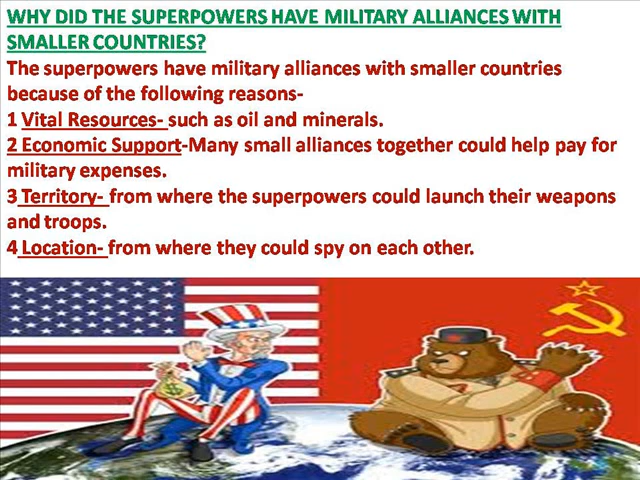 WHY DID THE SUPERPOWERS HAVE MILITARY ALLIANCES WITH
SMALLER COUNTRIES?
The superpowers have military alliances with smaller countries
because of the following reasons-
1 Vital Resources- such as oil and minerals.
2 Economic Support-Many small alliances together could help pay for
military expenses.
3 Territory- from where the superpowers could launch their weapons
and troops.
4 Location- from where they could spy on each other.
$